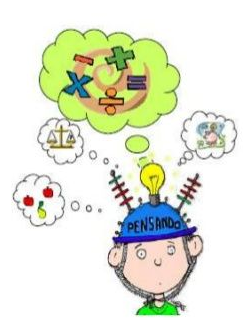 - + × ÷ =
PENSANDO